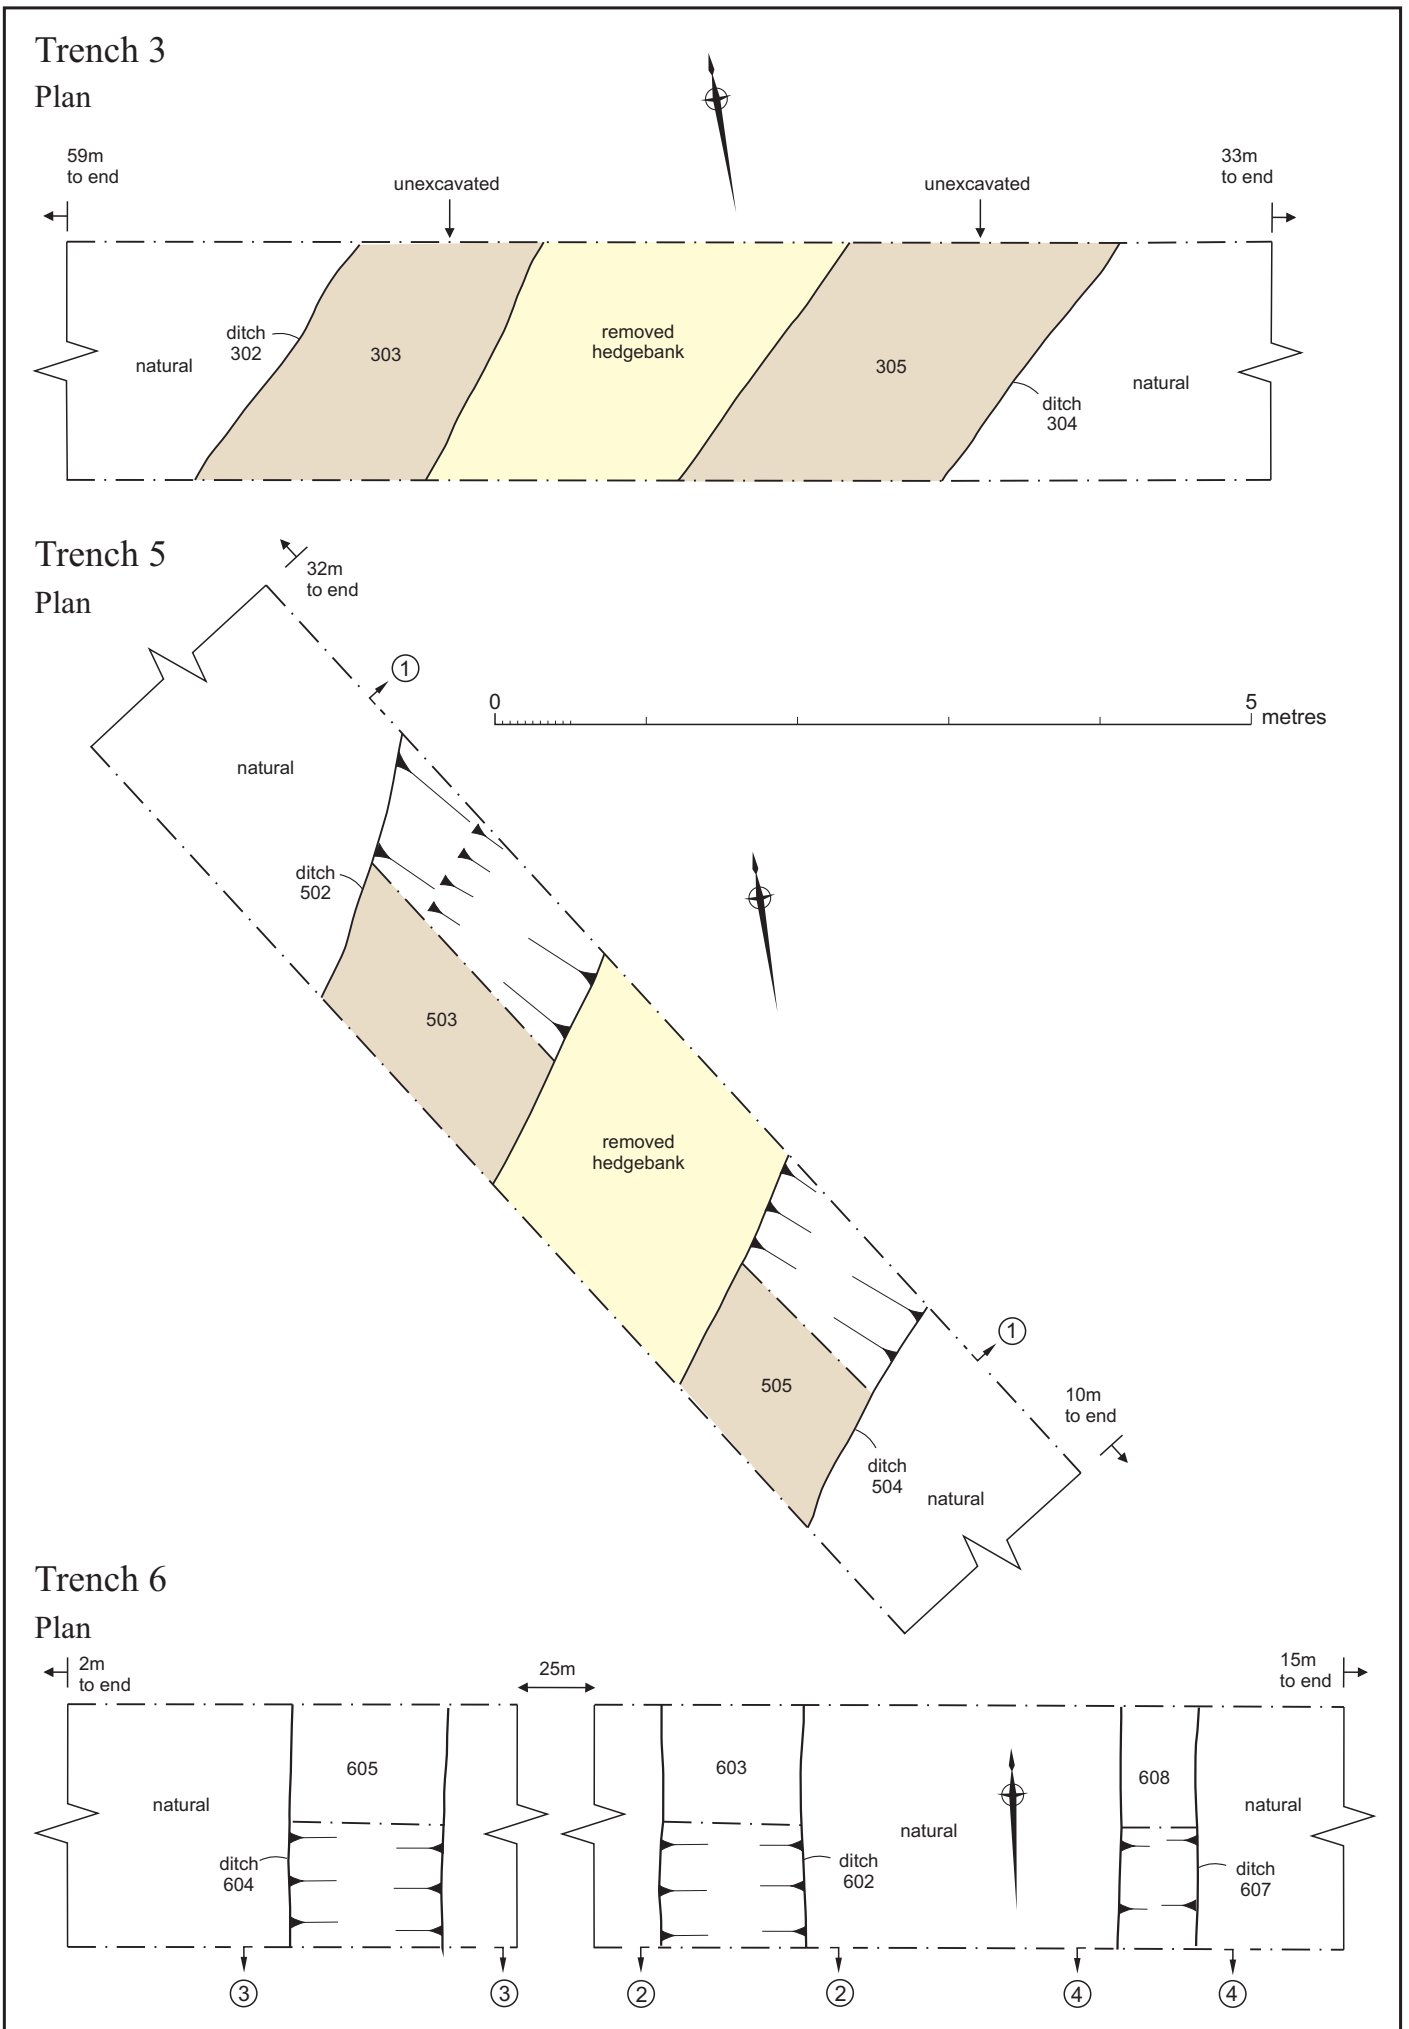 Trench 3
Plan
59m
to end
33m
to end
unexcavated
unexcavated
ditch
302
natural
303
removed
hedgebank
305
ditch
304
natural
Trench 5
Plan
32m
to end
1
0
5
metres
natural
ditch
502
503
removed
hedgebank
1
505
10m
to end
ditch
504
natural
Trench 6
Plan
2m
to end
25m
15m
to end
605
603
608
natural
natural
natural
ditch
604
ditch
602
ditch
607
3
3
2
2
4
4